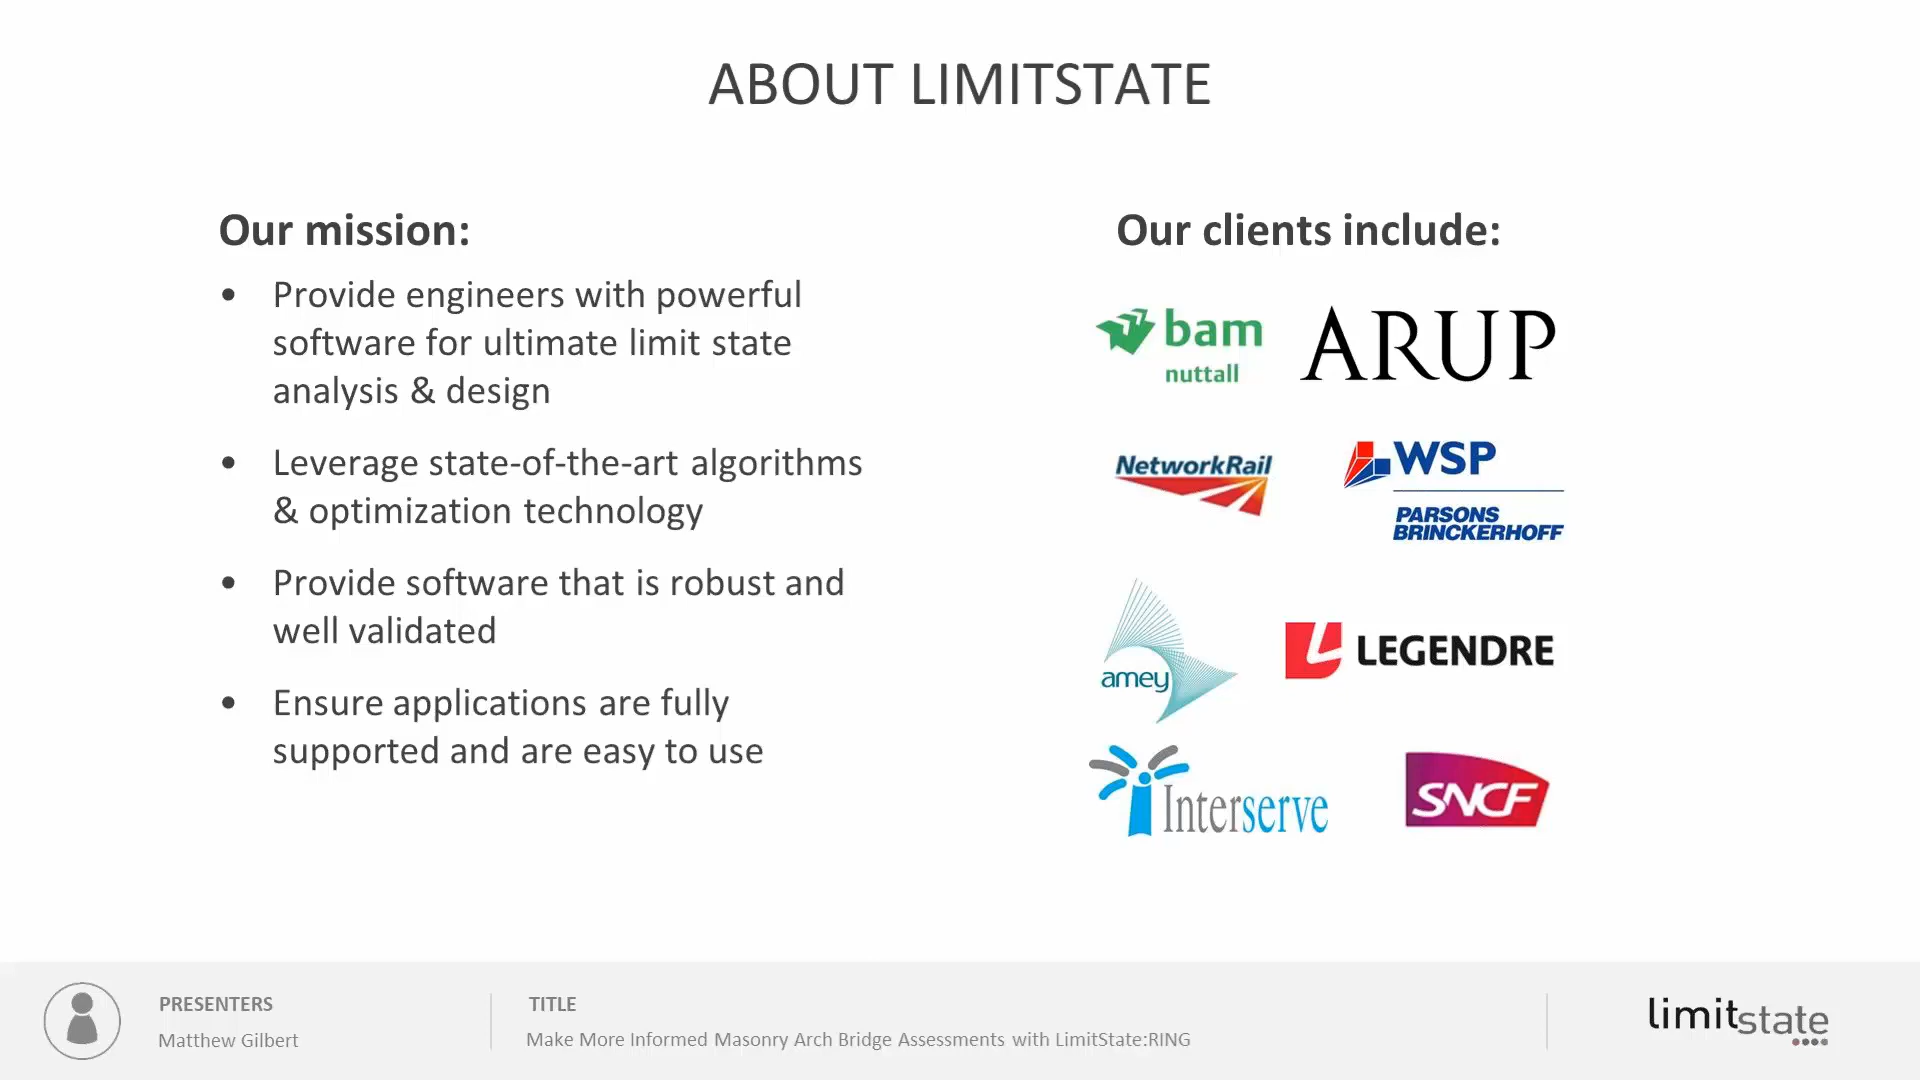 ABOUT LIMITSTATE
Our mission:
• Provide engineers with powerful
software for ultimate limit state
analysis & design
• Leverage state-of-the-art algorithms
& optimization technology
• Provide software that is robust and
well validated
• Ensure applications are fully
supported and are easy to use
Our clients include:
bam
nuttall
ARUP
NetworkRail
WSP
PARSONS
BRINCKERHOFF
amey
LEGENDRE
Interserve
SNCF
PRESENTERS
Matthew Gilbert
TITLE
Make More Informed Masonry Arch Bridge Assessments with LimitState:RING
limitstate